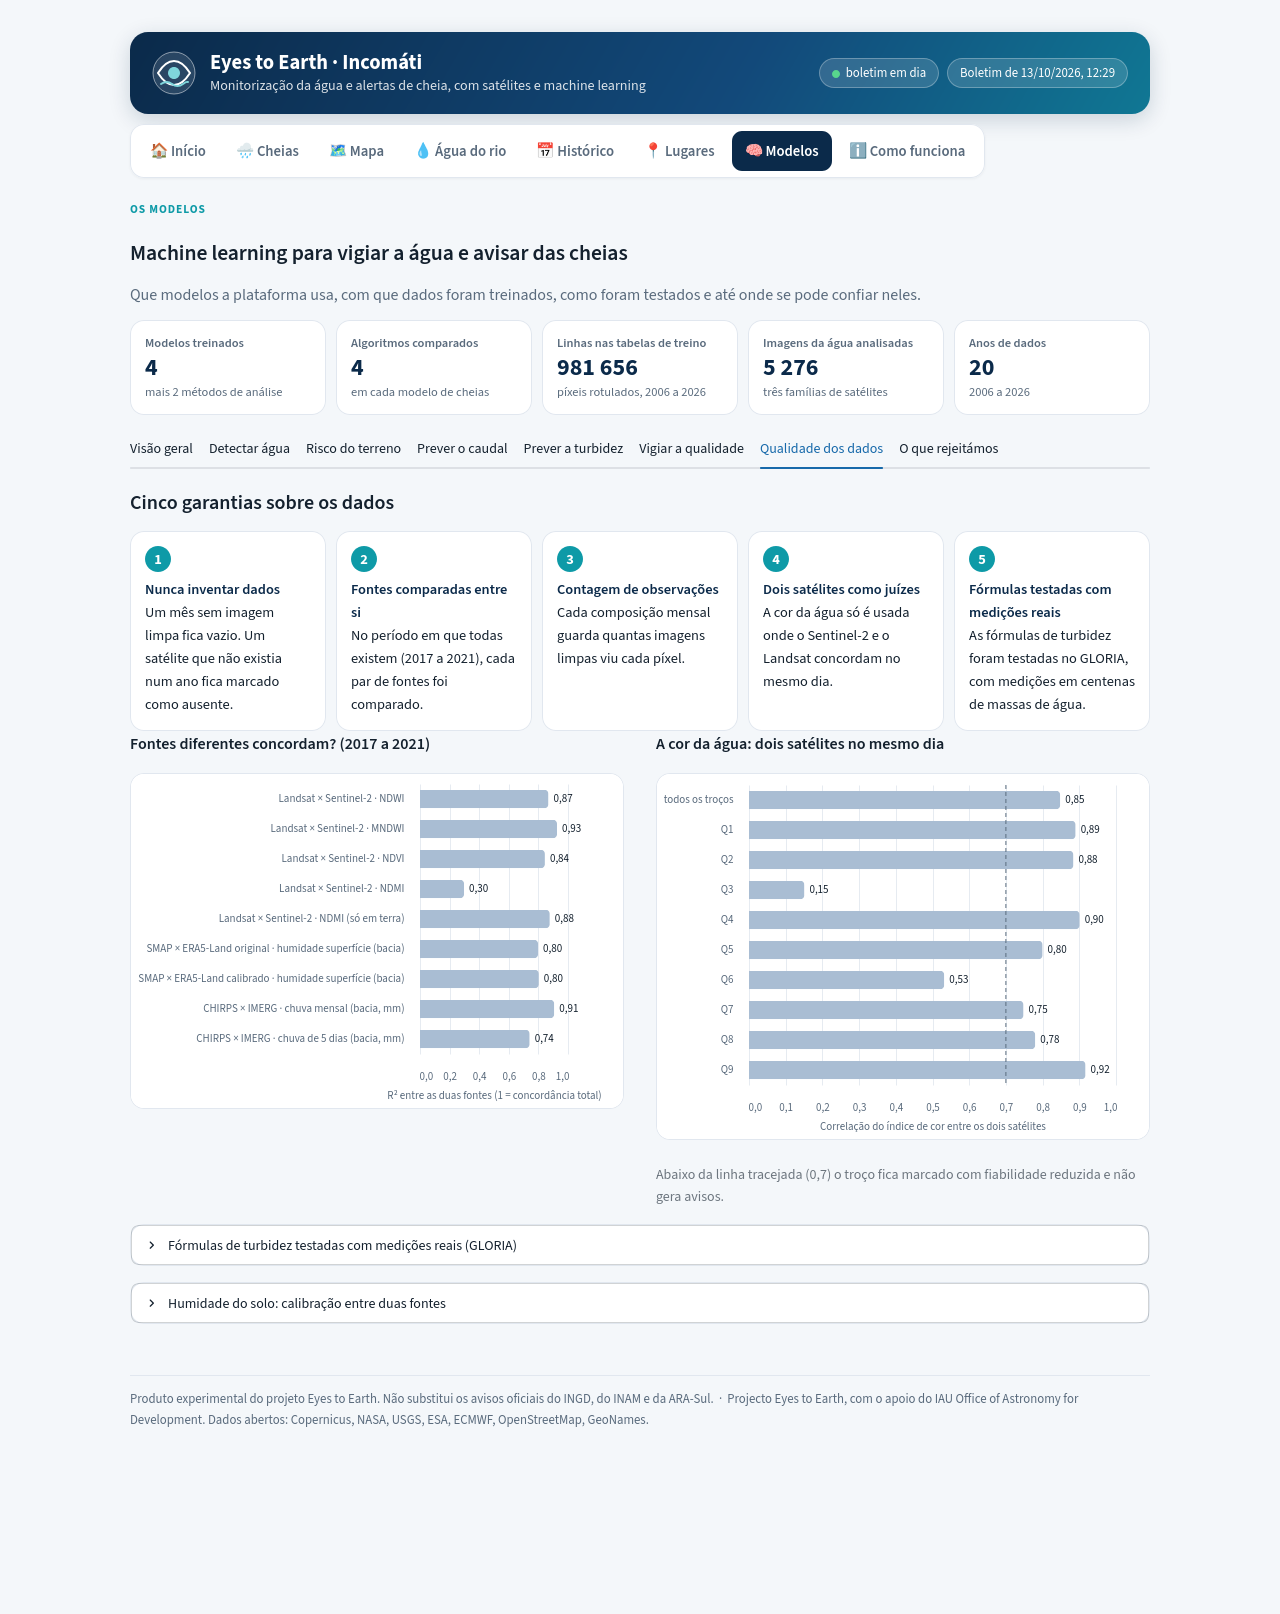 Eyes to Earth · Incomáti
Monitorização da água e alertas de cheia, com satélites e machine learning
boletim em dia
Boletim de 13/10/2026, 12:29
Início
Cheias
Mapa
Água do rio
Histórico
Lugares
Modelos
Como funciona
OS MODELOS
Machine learning para vigiar a água e avisar das cheias
Que modelos a plataforma usa, com que dados foram treinados, como foram testados e até onde se pode confiar neles.
Modelos treinados
4
mais 2 métodos de análise
Algoritmos comparados
4
em cada modelo de cheias
Linhas nas tabelas de treino
981 656
píxeis rotulados, 2006 a 2026
Imagens da água analisadas
5 276
três famílias de satélites
Anos de dados
20
2006 a 2026
Visão geral
Detectar água
Risco do terreno
Prever o caudal
Prever a turbidez
Vigiar a qualidade
Qualidade dos dados
O que rejeitámos
Cinco garantias sobre os dados
1
Nunca inventar dados
Um mês sem imagem
limpa fica vazio. Um
satélite que não existia
num ano fica marcado
como ausente.
2
Fontes comparadas entre
si
No período em que todas
existem (2017 a 2021), cada
par de fontes foi
comparado.
3
Contagem de observações
Cada composição mensal
guarda quantas imagens
limpas viu cada píxel.
4
Dois satélites como juízes
A cor da água só é usada
onde o Sentinel-2 e o
Landsat concordam no
mesmo dia.
5
Fórmulas testadas com
medições reais
As fórmulas de turbidez
foram testadas no GLORIA,
com medições em centenas
de massas de água.
Fontes diferentes concordam? (2017 a 2021)
Landsat × Sentinel-2 · NDWI 0,87
Landsat × Sentinel-2 · MNDWI 0,93
Landsat × Sentinel-2 · NDVI 0,84
Landsat × Sentinel-2 · NDMI 0,30
Landsat × Sentinel-2 · NDMI (só em terra) 0,88
SMAP × ERA5-Land original · humidade superfície (bacia) 0,80
SMAP × ERA5-Land calibrado · humidade superfície (bacia) 0,80
CHIRPS × IMERG · chuva mensal (bacia, mm) 0,91
CHIRPS × IMERG · chuva de 5 dias (bacia, mm) 0,74
0,0 0,2 0,4 0,6 0,8 1,0
R² entre as duas fontes (1 = concordância total)
A cor da água: dois satélites no mesmo dia
todos os troços 0,85
Q1 0,89
Q2 0,88
Q3 0,15
Q4 0,90
Q5 0,80
Q6 0,53
Q7 0,75
Q8 0,78
Q9 0,92
0,0 0,1 0,2 0,3 0,4 0,5 0,6 0,7 0,8 0,9 1,0
Correlação do índice de cor entre os dois satélites
Abaixo da linha tracejada (0,7) o troço fica marcado com fiabilidade reduzida e não
gera avisos.
Fórmulas de turbidez testadas com medições reais (GLORIA)
Humidade do solo: calibração entre duas fontes
Produto experimental do projeto Eyes to Earth. Não substitui os avisos oficiais do INGD, do INAM e da ARA-Sul. · Projecto Eyes to Earth, com o apoio do IAU Office of Astronomy for
Development. Dados abertos: Copernicus, NASA, USGS, ESA, ECMWF, OpenStreetMap, GeoNames.